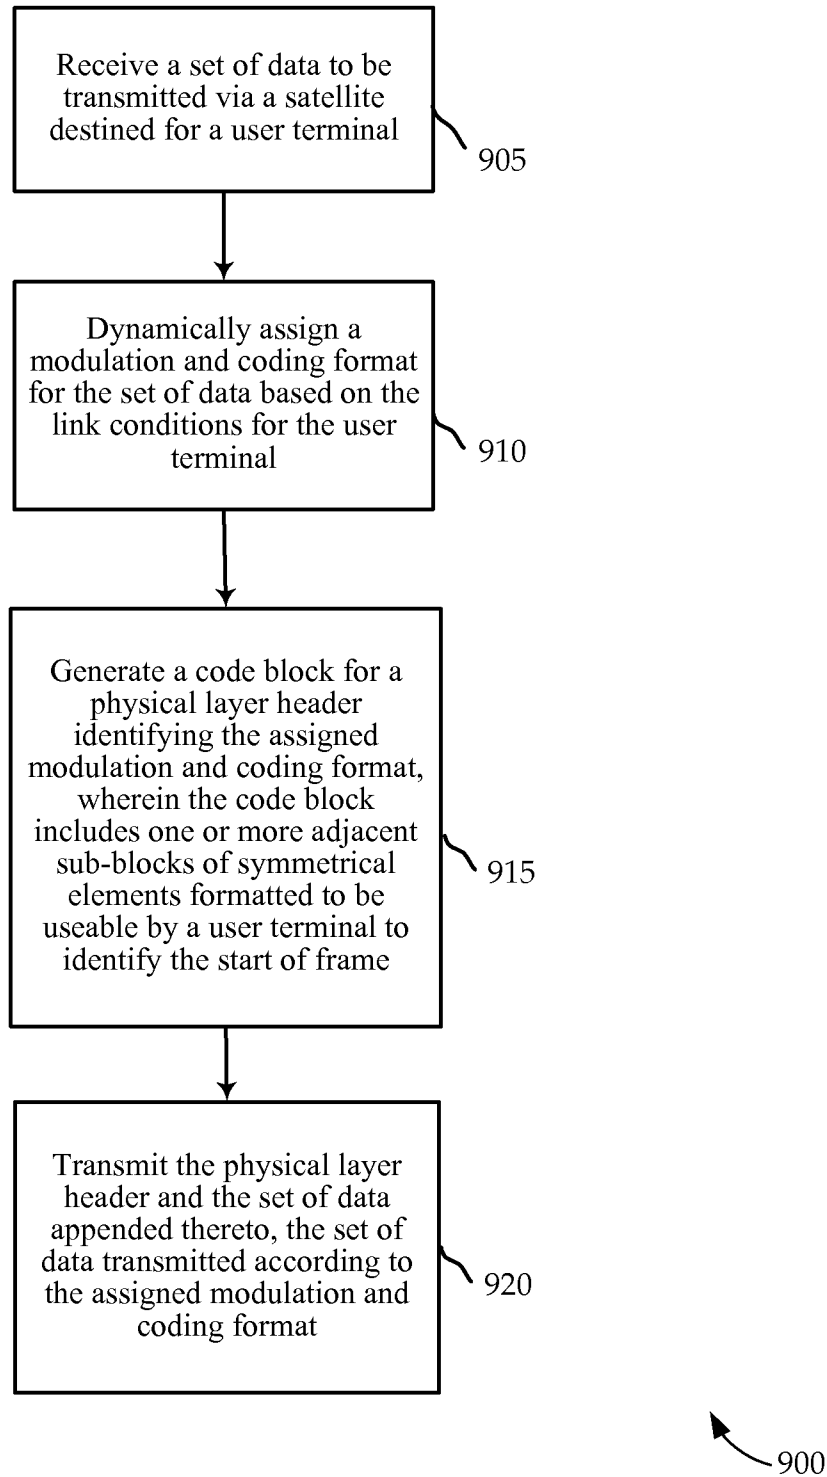 Receive a set of data to be
transmitted via a satellite
destined for a user terminal
905
Dynamically assign a
modulation and coding format
for the set of data based on the
link conditions for the user
terminal
910
Generate a code block for a
physical layer header
identifying the assigned
modulation and coding format,
wherein the code block
includes one or more adjacent
sub-blocks of symmetrical
elements formatted to be
useable by a user terminal to
identify the start of frame
915
Transmit the physical layer
header and the set of data
appended thereto, the set of
data transmitted according to
the assigned modulation and
coding format
920
900